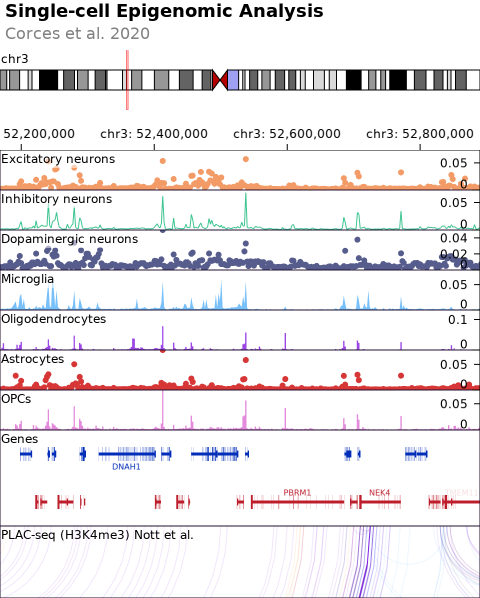 Single-cell Epigenomic Analysis
Corces et al. 2020
chr3
52,200,000 chr3: 52,400,000 chr3: 52,600,000 chr3: 52,800,000
Excitatory neurons 0.05
0
Inhibitory neurons 0.05
0
Dopaminergic neurons 0.04
0.02
0
Microglia 0.05
0
Oligodendrocytes 0.1
0
Astrocytes 0.05
0
OPCs 0.05
0
Genes
DNAH1
PBRM1 NEK4
PLAC-seq (H3K4me3) Nott et al.